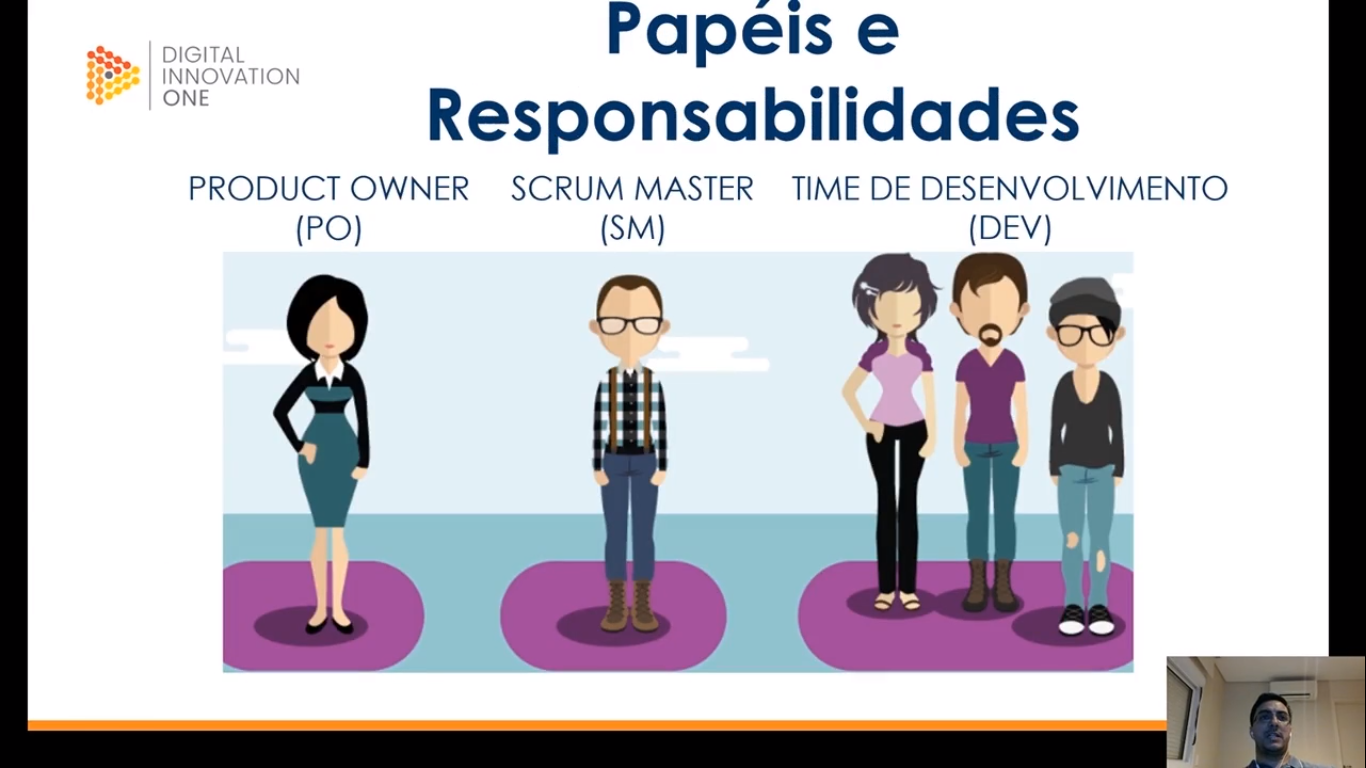 DIGITAL
INNOVATION
ONE
Papéis e
Responsabilidades
PRODUCT OWNER
(PO)
SCRUM MASTER
(SM)
TIME DE DESENVOLVIMENTO
(DEV)